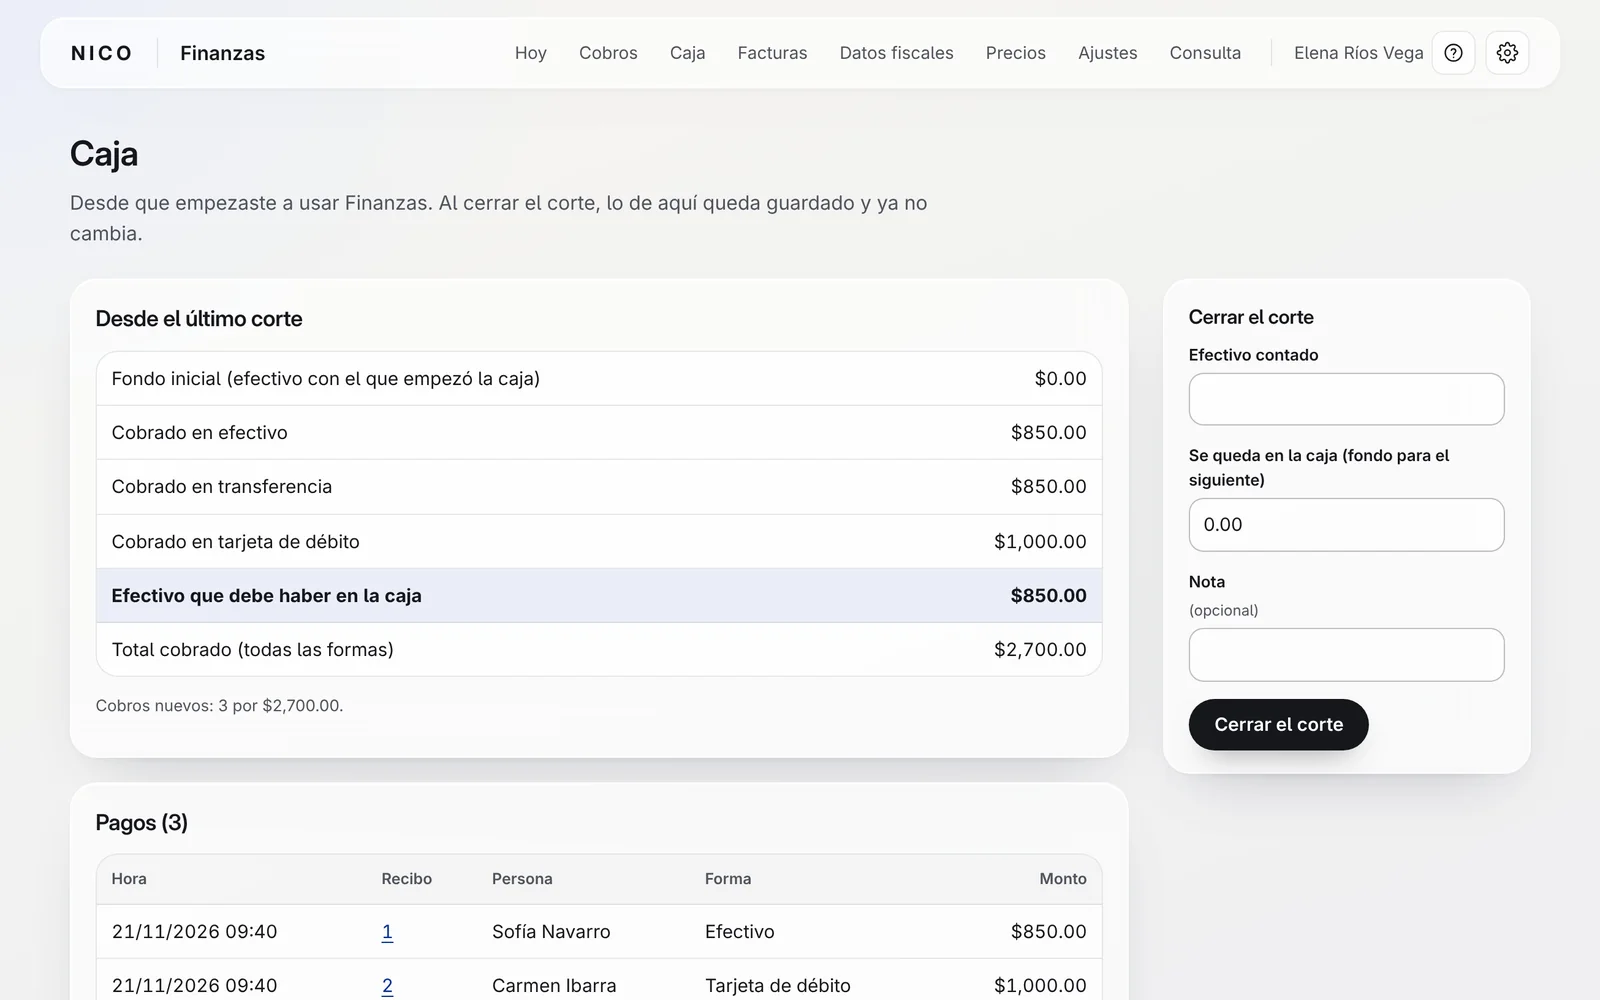 NICO
Finanzas
Hoy
Cobros
Caja
Facturas
Datos fiscales
Precios
Ajustes
Consulta
Elena Ríos Vega
Caja
Desde que empezaste a usar Finanzas. Al cerrar el corte, lo de aquí queda guardado y ya no
cambia.
Desde el último corte
Fondo inicial (efectivo con el que empezó la caja) $0.00
Cobrado en efectivo $850.00
Cobrado en transferencia $850.00
Cobrado en tarjeta de débito $1,000.00
Efectivo que debe haber en la caja $850.00
Total cobrado (todas las formas) $2,700.00
Cobros nuevos: 3 por $2,700.00.
Cerrar el corte
Efectivo contado
Se queda en la caja (fondo para el
siguiente)
0.00
Nota
(opcional)
Cerrar el corte
Pagos (3)
Hora Recibo Persona Forma Monto
21/11/2026 09:40 1 Sofía Navarro Efectivo $850.00
21/11/2026 09:40 2 Carmen Ibarra Tarjeta de débito $1,000.00